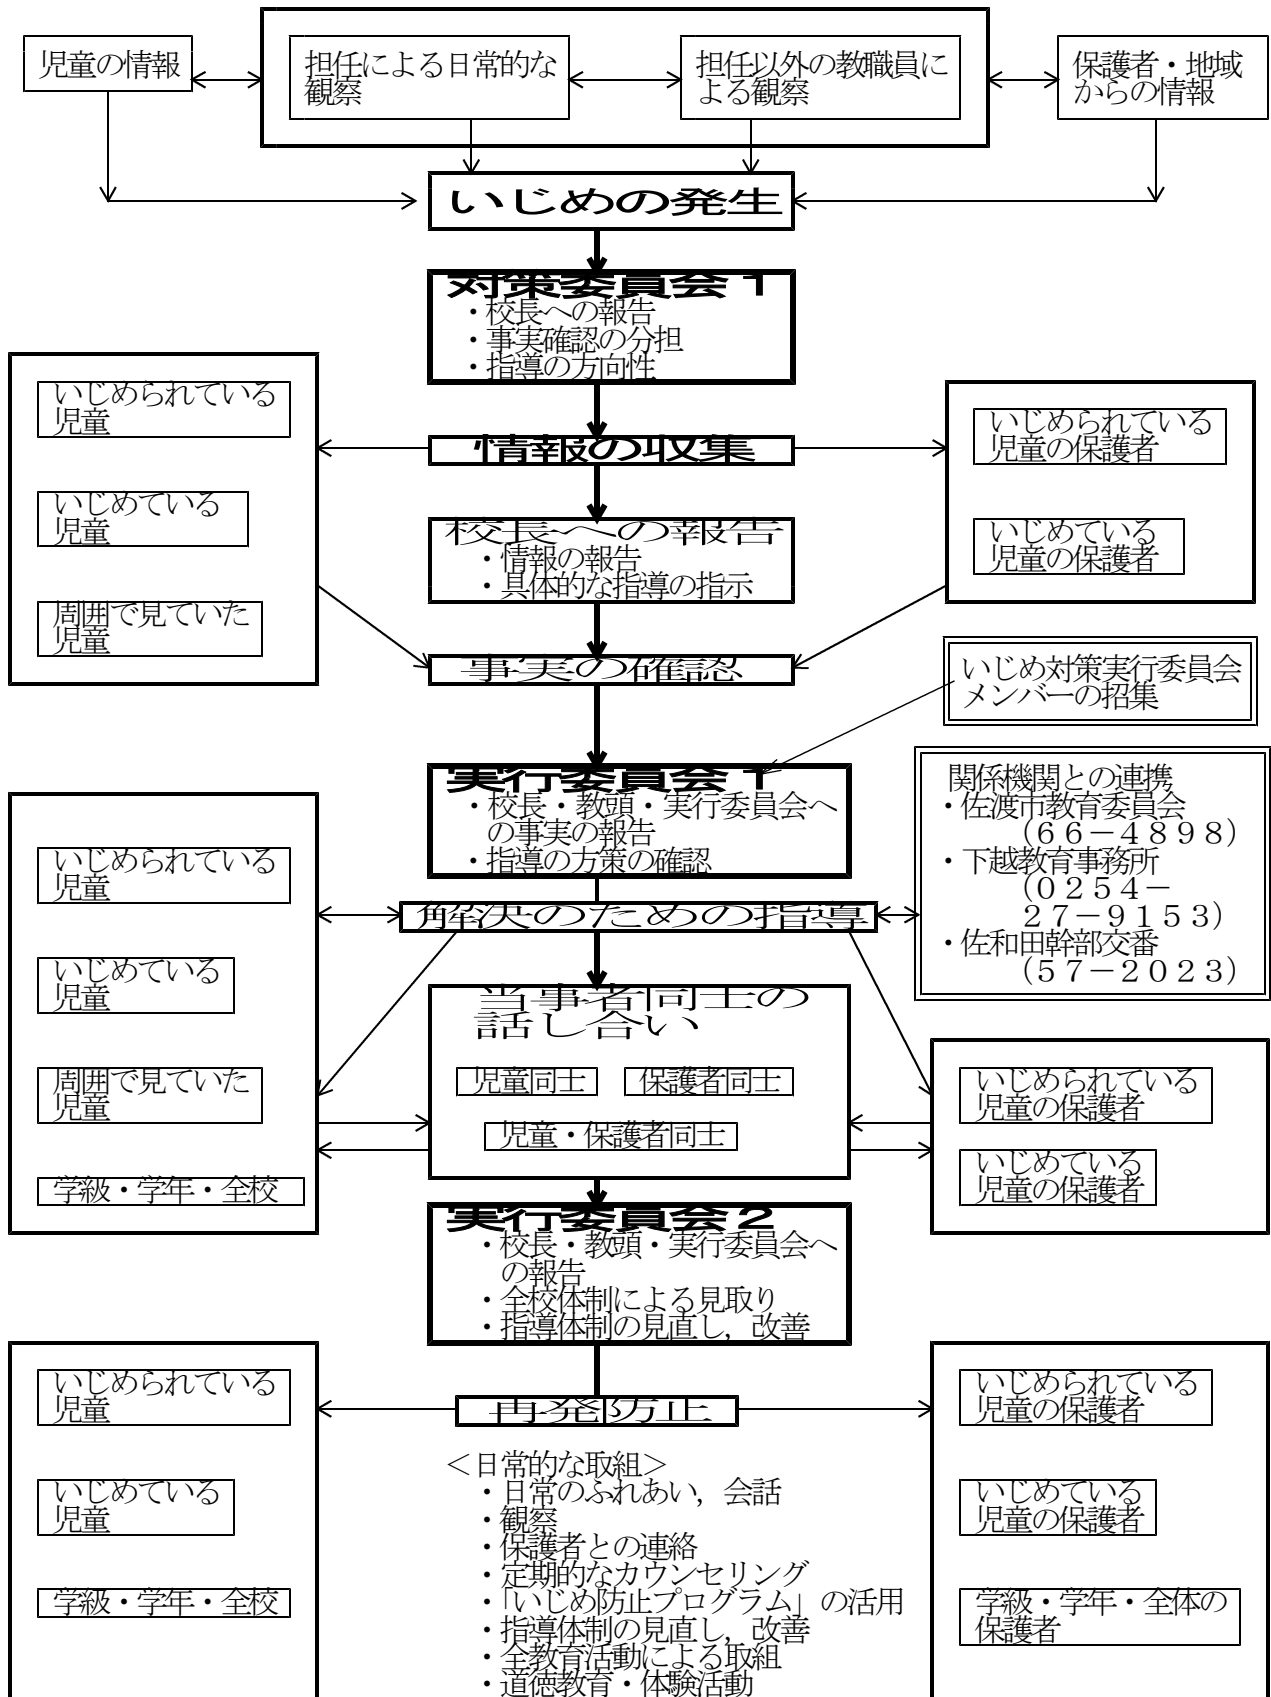 児童の情報
担任による日常的な
観察
担任以外の教職員に
よる観察
保護者・地域
からの情報
いじめの発生
対策委員会１
・校長への報告
・事実確認の分担
・指導の方向性
いじめられている
児童
いじめている
児童
周囲で見ていた
児童
情報の収集
いじめられている
児童の保護者
いじめている
児童の保護者
校長への報告
・情報の報告
・具体的な指導の指示
事実の確認
いじめ対策実行委員会
メンバーの招集
実行委員会１
・校長・教頭・実行委員会へ
の事実の報告
・指導の方策の確認
関係機関との連携
・佐渡市教育委員会
（６６－４８９８）
・下越教育事務所
（０２５４－
２７－９１５３）
・佐和田幹部交番
（５７－２０２３）
解決のための指導
いじめられている
児童
いじめている
児童
周囲で見ていた
児童
学級・学年・全校
当事者同士の
話し合い
児童同士
保護者同士
児童・保護者同士
いじめられている
児童の保護者
いじめている
児童の保護者
実行委員会２
・校長・教頭・実行委員会へ
の報告
・全校体制による見取り
・指導体制の見直し，改善
再発防止
いじめられている
児童
いじめている
児童
学級・学年・全校
＜日常的な取組＞
・日常のふれあい，会話
・観察
・保護者との連絡
・定期的なカウンセリング
・「いじめ防止プログラム」の活用
・指導体制の見直し，改善
・全教育活動による取組
・道徳教育・体験活動
いじめられている
児童の保護者
いじめている
児童の保護者
学級・学年・全体の
保護者